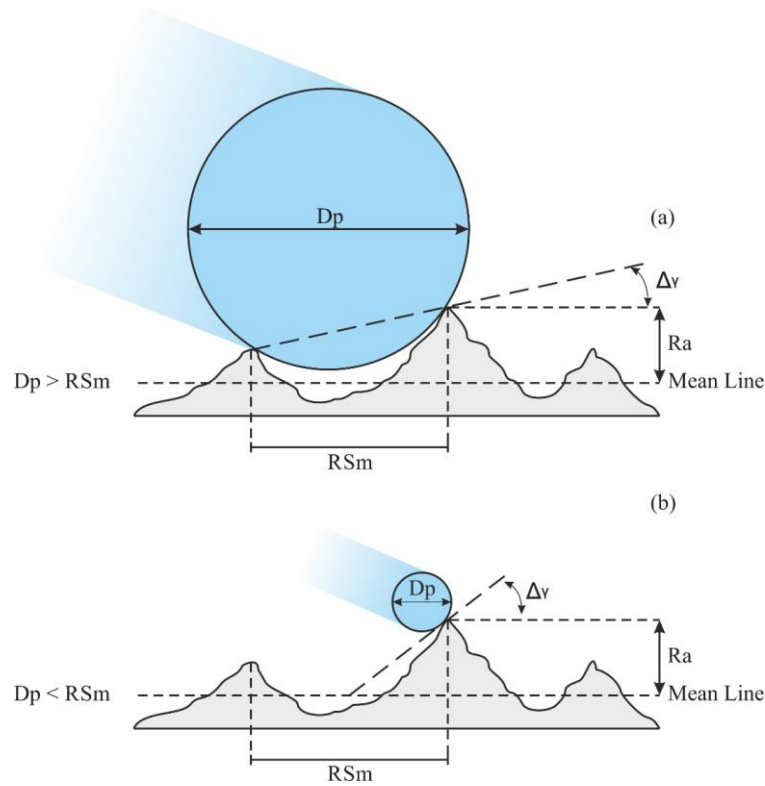 (a)
Dp
Δγ
Ra
Dp > RSm
Mean Line
RSm
(b)
Dp
Δγ
Ra
Dp < RSm
Mean Line
RSm